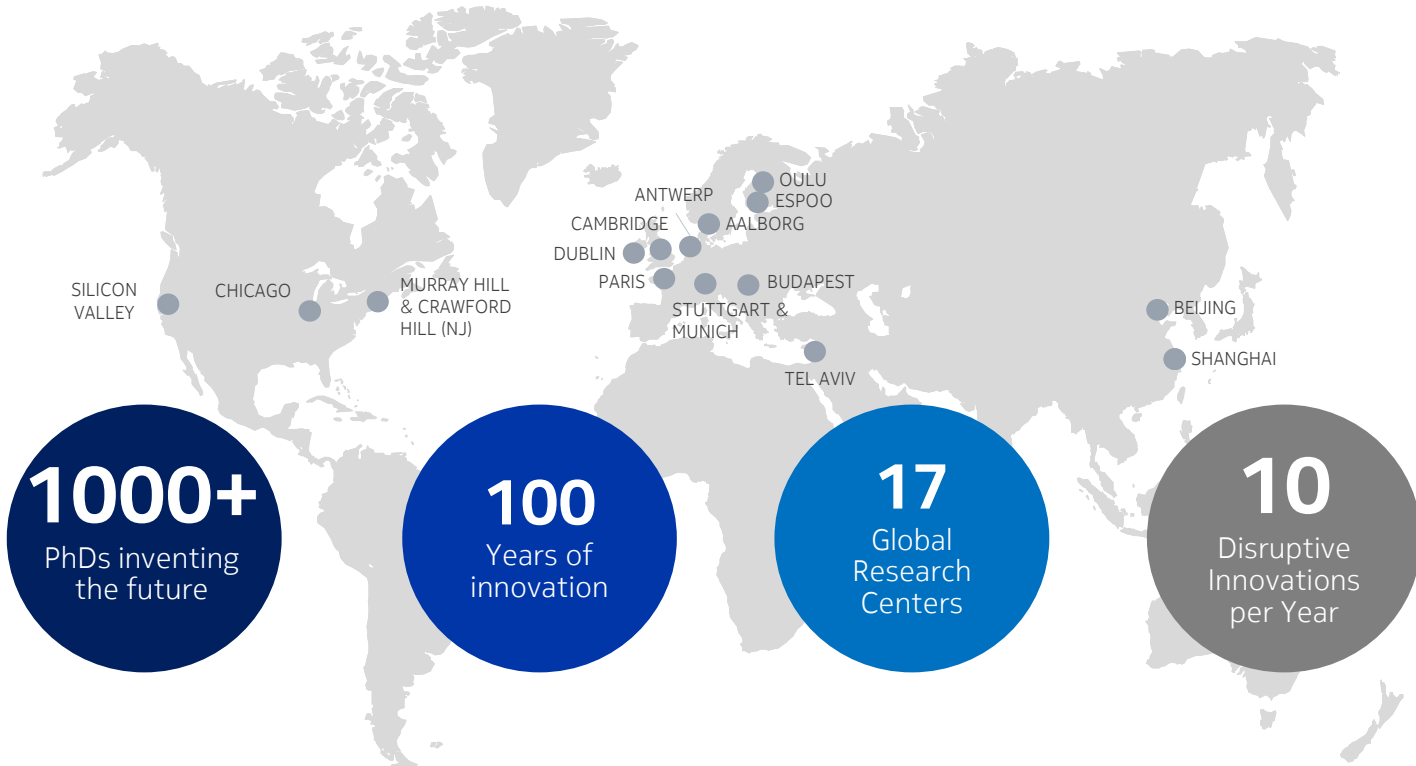 OULU
ANTWERP
ESPOO
CAMBRIDGE
AALBORG
DUBLIN
PARIS
BUDAPEST
STUTTGART &
MUNICH
SILICON
VALLEY
CHICAGO
MURRAY HILL
& CRAWFORD
HILL (NJ)
BEIJING
SHANGHAI
TEL AVIV
1000+
PhDs inventing
the future
100
Years of
innovation
17
Global
Research
Centers
10
Disruptive
Innovations
per Year